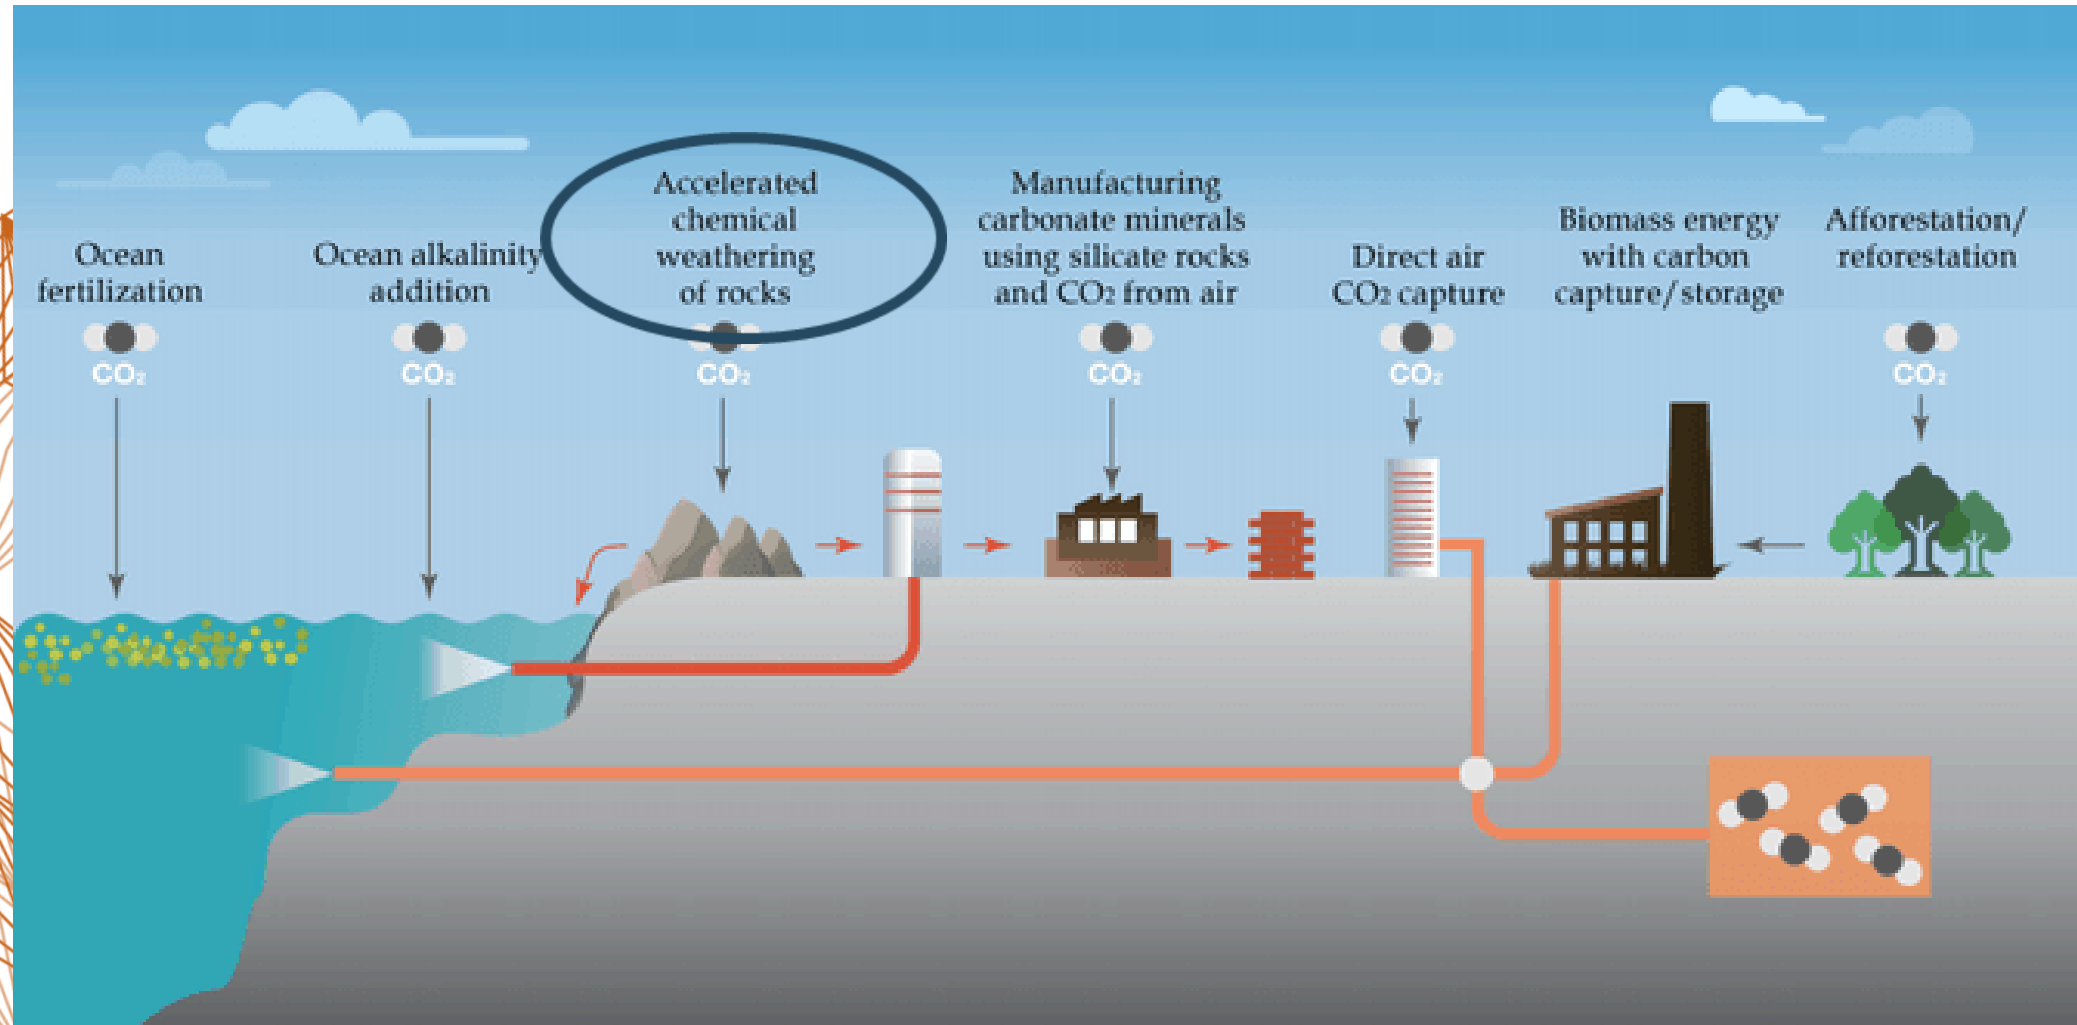 Ocean
fertilization
CO₂
Ocean alkalinity
addition
CO₂
Accelerated
chemical
weathering
of rocks
CO₂
Manufacturing
carbonate minerals
using silicate rocks
and CO₂ from air
CO₂
Direct air
CO₂ capture
CO₂
Biomass energy
with carbon
capture/storage
Afforestation/
reforestation
CO₂